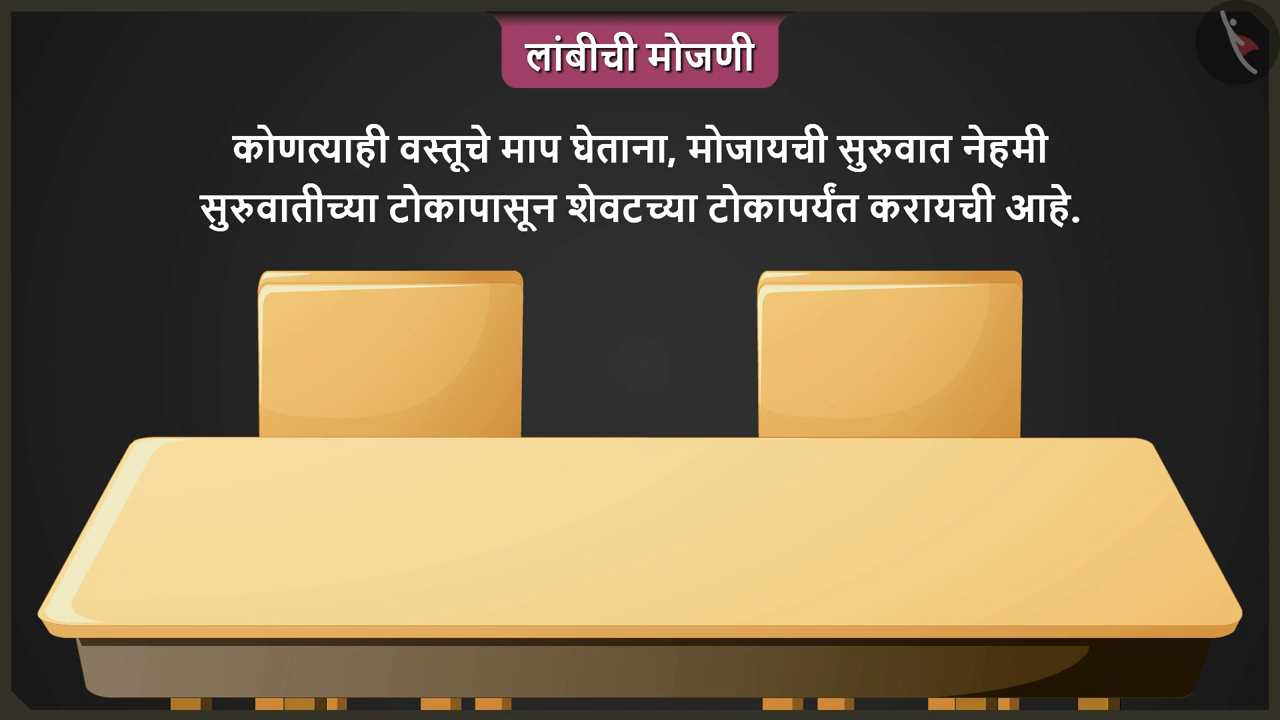 लांबीची मोजणी
कोणत्याही वस्तूचे माप घेताना, मोजायची सुरुवात नेहमी
सुरुवातीच्या टोकापासून शेवटच्या टोकापर्यंत करायची आहे.